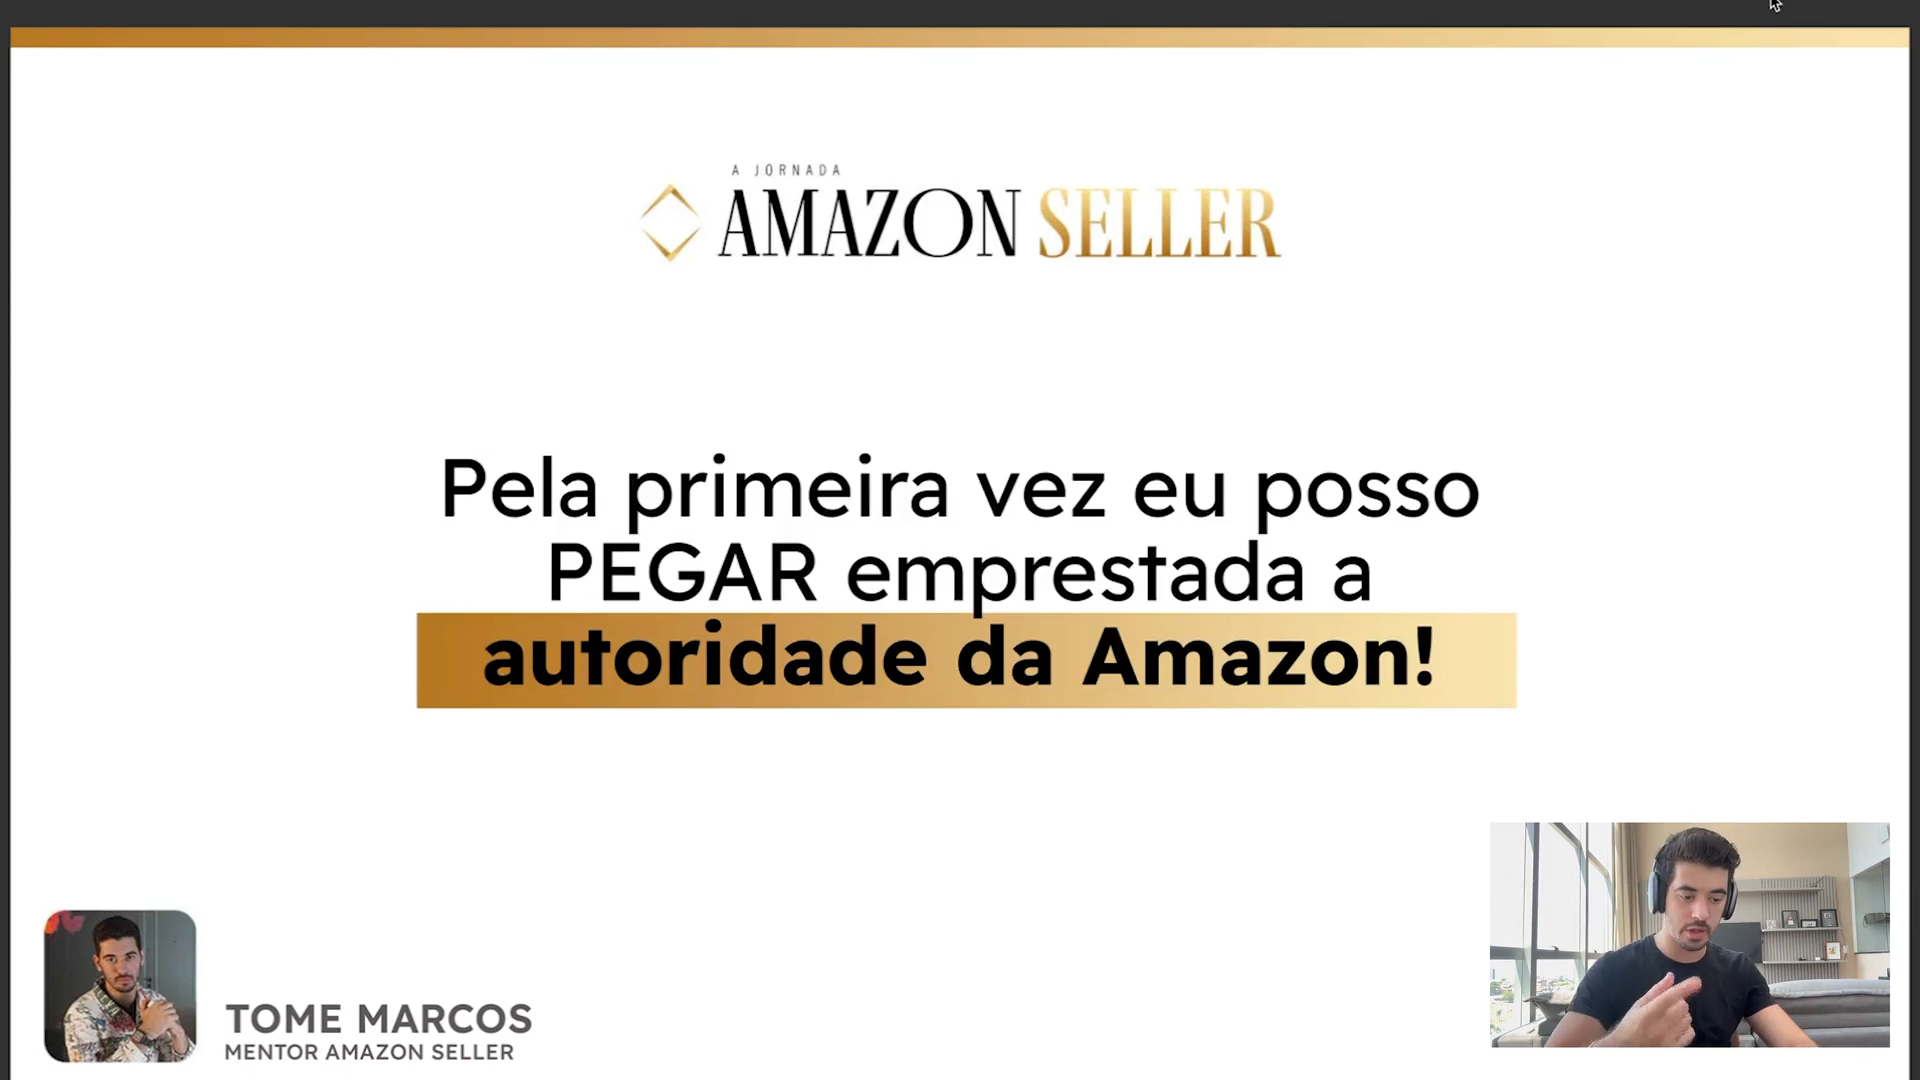 A JORNADA
AMAZON SELLER
Pela primeira vez eu posso
PEGAR emprestada a
autoridade da Amazon!
TOME MARCOS
MENTOR AMAZON SELLER